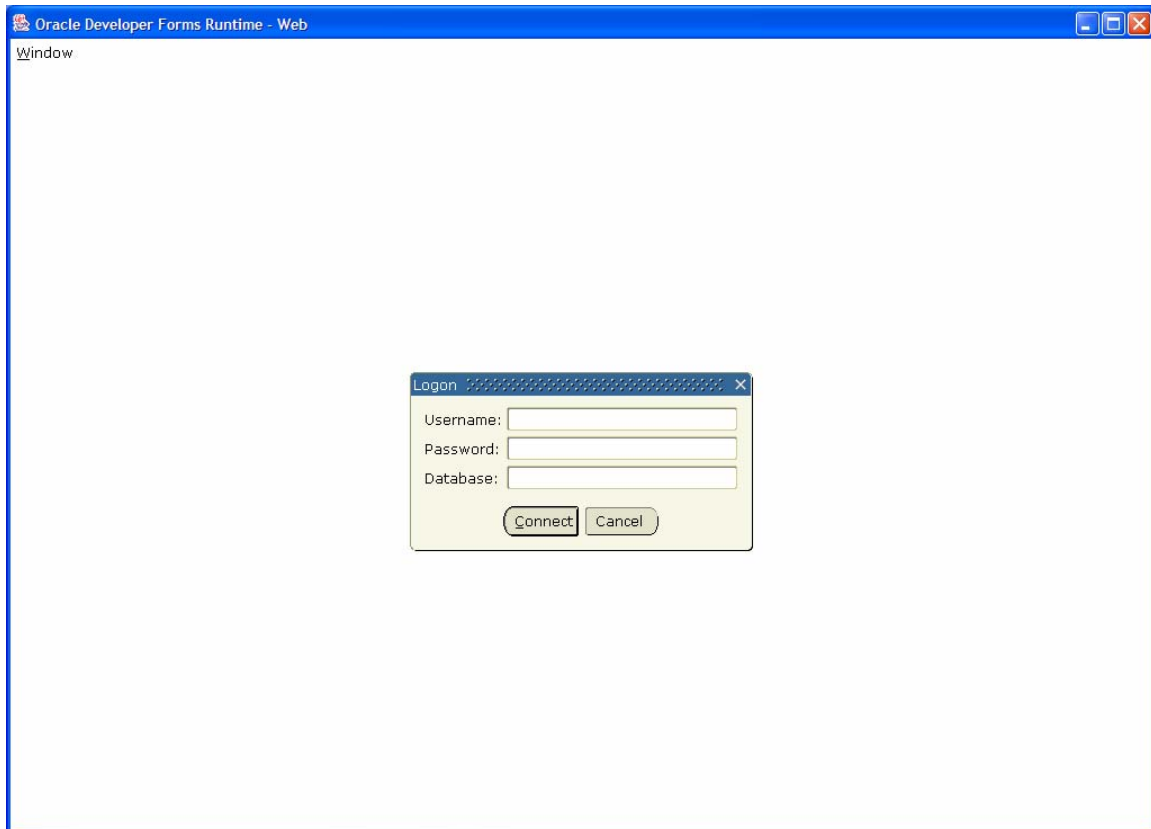 Oracle Developer Forms Runtime - Web
Window
Logon
Username:
Password:
Database:
Connect Cancel